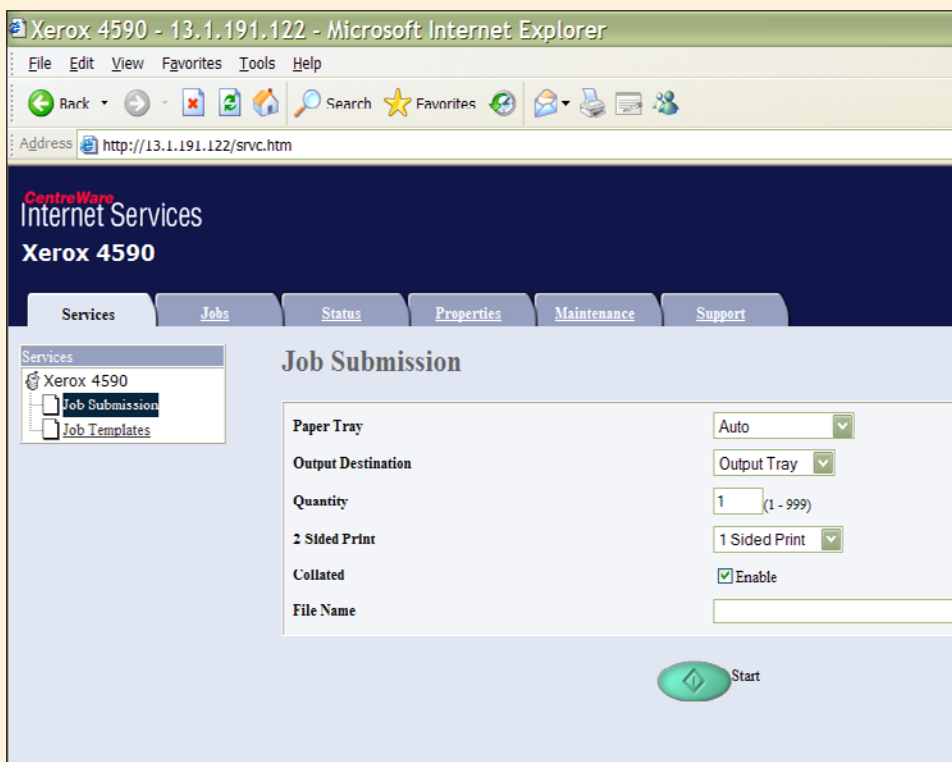 Xerox 4590 - 13.1.191.122 - Microsoft Internet Explorer
File Edit View Favorites Tools Help
Back Search Favorites
Address http://13.1.191.122/srvc.htm
CentreWare
Internet Services
Xerox 4590
Services Jobs Status Properties Maintenance Support
Services
Xerox 4590
Job Submission
Job Templates
Job Submission
Paper Tray Auto
Output Destination Output Tray
Quantity 1 (1 - 999)
2 Sided Print 1 Sided Print
Collated Enable
File Name
Start